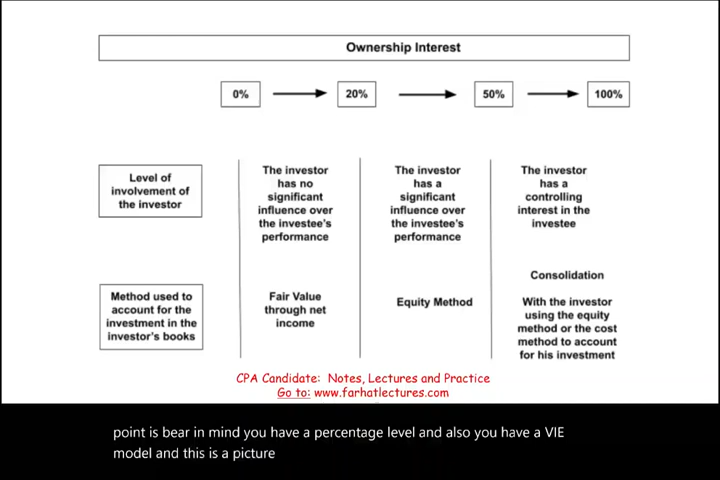 Ownership Interest
0%
20%
50%
100%
Level of
involvement of
the investor
The investor
has no
significant
influence over
the investee's
performance
The investor
has a
significant
influence over
the investee's
performance
The investor
has a
controlling
interest in the
investee
Method used to
account for the
investment in the
investor's books
Fair Value
through net
income
Equity Method
Consolidation
With the investor
using the equity
method or the cost
method to account
for his investment
CPA Candidate: Notes, Lectures and Practice
Go to: www.farhatlectures.com
point is bear in mind you have a percentage level and also you have a VIE
model and this is a picture